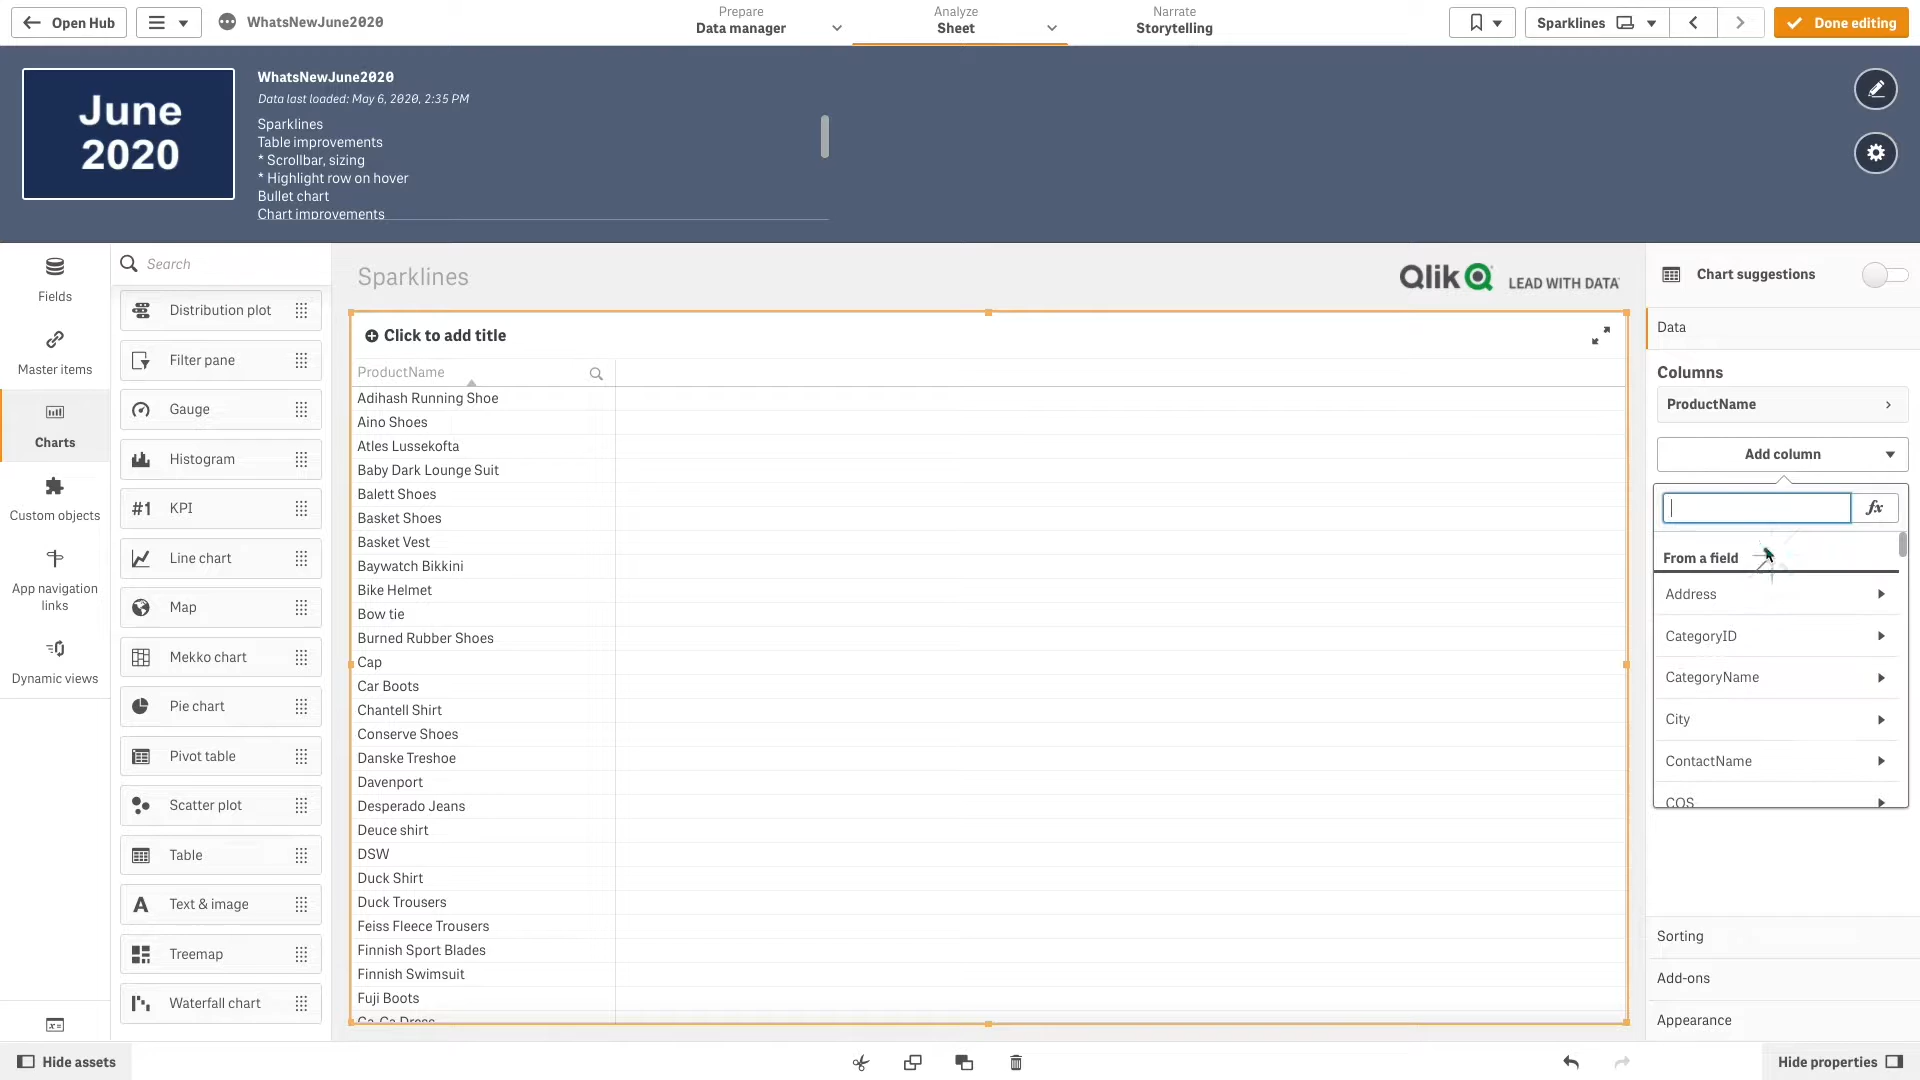 Open Hub
WhatsNewJune2020
Prepare
Data manager
Analyze
Sheet
Narrate
Storytelling
Sparklines
Done editing
June
2020
WhatsNewJune2020
Data last loaded: May 6, 2020, 2:35 PM
Sparklines
Table improvements
* Scrollbar, sizing
* Highlight row on hover
Bullet chart
Chart improvements
Fields
Master items
Charts
Custom objects
App navigation
links
Dynamic views
Search
Distribution plot
Filter pane
Gauge
Histogram
#1 KPI
Line chart
Map
Mekko chart
Pie chart
Pivot table
Scatter plot
Table
A Text & image
Treemap
Waterfall chart
Sparklines
Qlik LEAD WITH DATA
Click to add title
ProductName
Adihash Running Shoe
Aino Shoes
Atles Lussekofta
Baby Dark Lounge Suit
Balett Shoes
Basket Shoes
Basket Vest
Baywatch Bikkini
Bike Helmet
Bow tie
Burned Rubber Shoes
Cap
Car Boots
Chantell Shirt
Conserve Shoes
Danske Treshoe
Davenport
Desperado Jeans
Deuce shirt
DSW
Duck Shirt
Duck Trousers
Feiss Fleece Trousers
Finnish Sport Blades
Finnish Swimsuit
Fuji Boots
Ga-Ga Dress
Chart suggestions
Data
Columns
ProductName
Add column
fx
From a field
Address
CategoryID
CategoryName
City
ContactName
COS
Sorting
Add-ons
Appearance
Hide assets
Hide properties